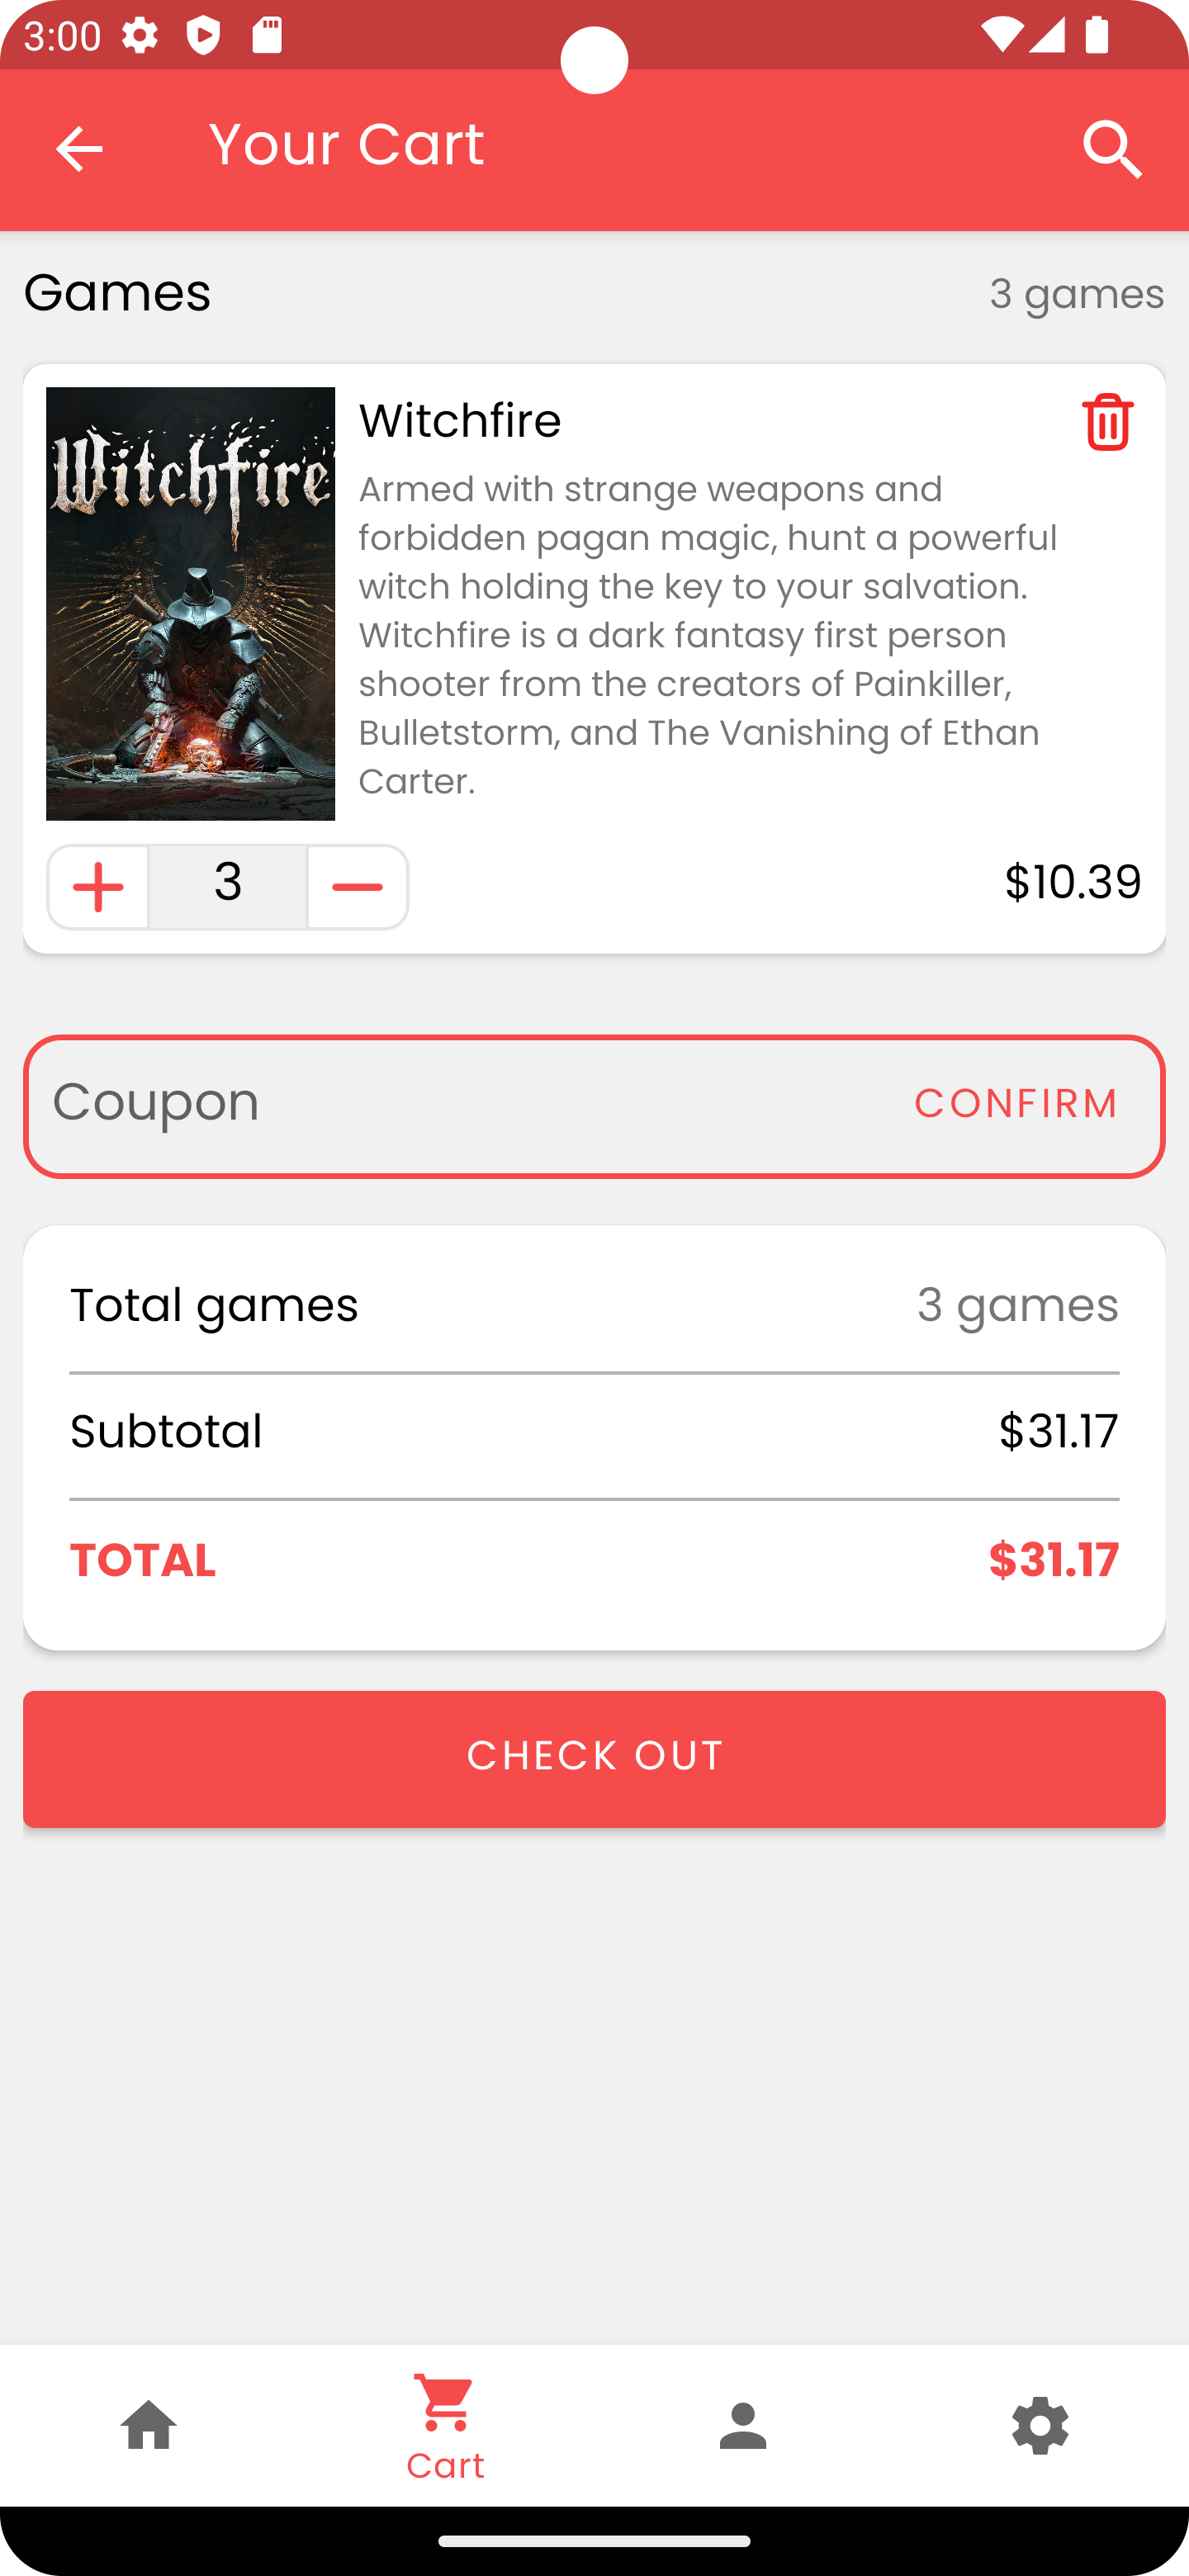 3:00
Your Cart
Games
3 games
Witchfire
Witchfire
Armed with strange weapons and
forbidden pagan magic, hunt a powerful
witch holding the key to your salvation.
Witchfire is a dark fantasy first person
shooter from the creators of Painkiller,
Bulletstorm, and The Vanishing of Ethan
Carter.
3
$10.39
Coupon
CONFIRM
Total games
3 games
Subtotal
$31.17
TOTAL
$31.17
CHECK OUT
Cart